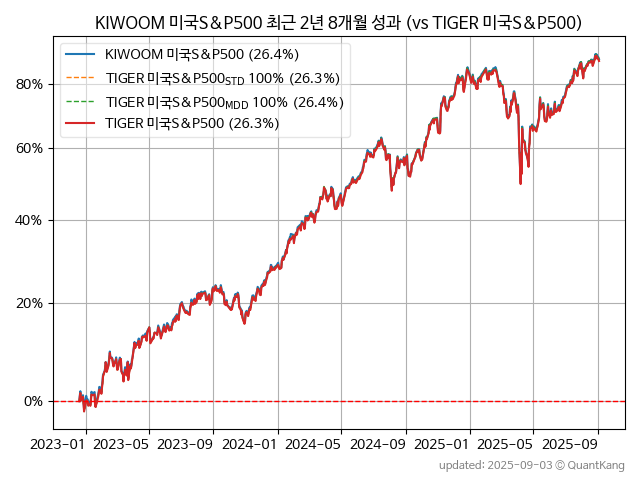 KIWOOM 미국S&P500 최근 2년 8개월 성과 (vs TIGER 미국S&P500)
KIWOOM 미국S&P500 (26.4%)
TIGER 미국S&P500STD 100% (26.3%)
TIGER 미국S&P500MDD 100% (26.4%)
TIGER 미국S&P500 (26.3%)
80%
60%
40%
20%
0%
2023-01 2023-05 2023-09 2024-01 2024-05 2024-09 2025-01 2025-05 2025-09
updated: 2025-09-03 © QuantKang